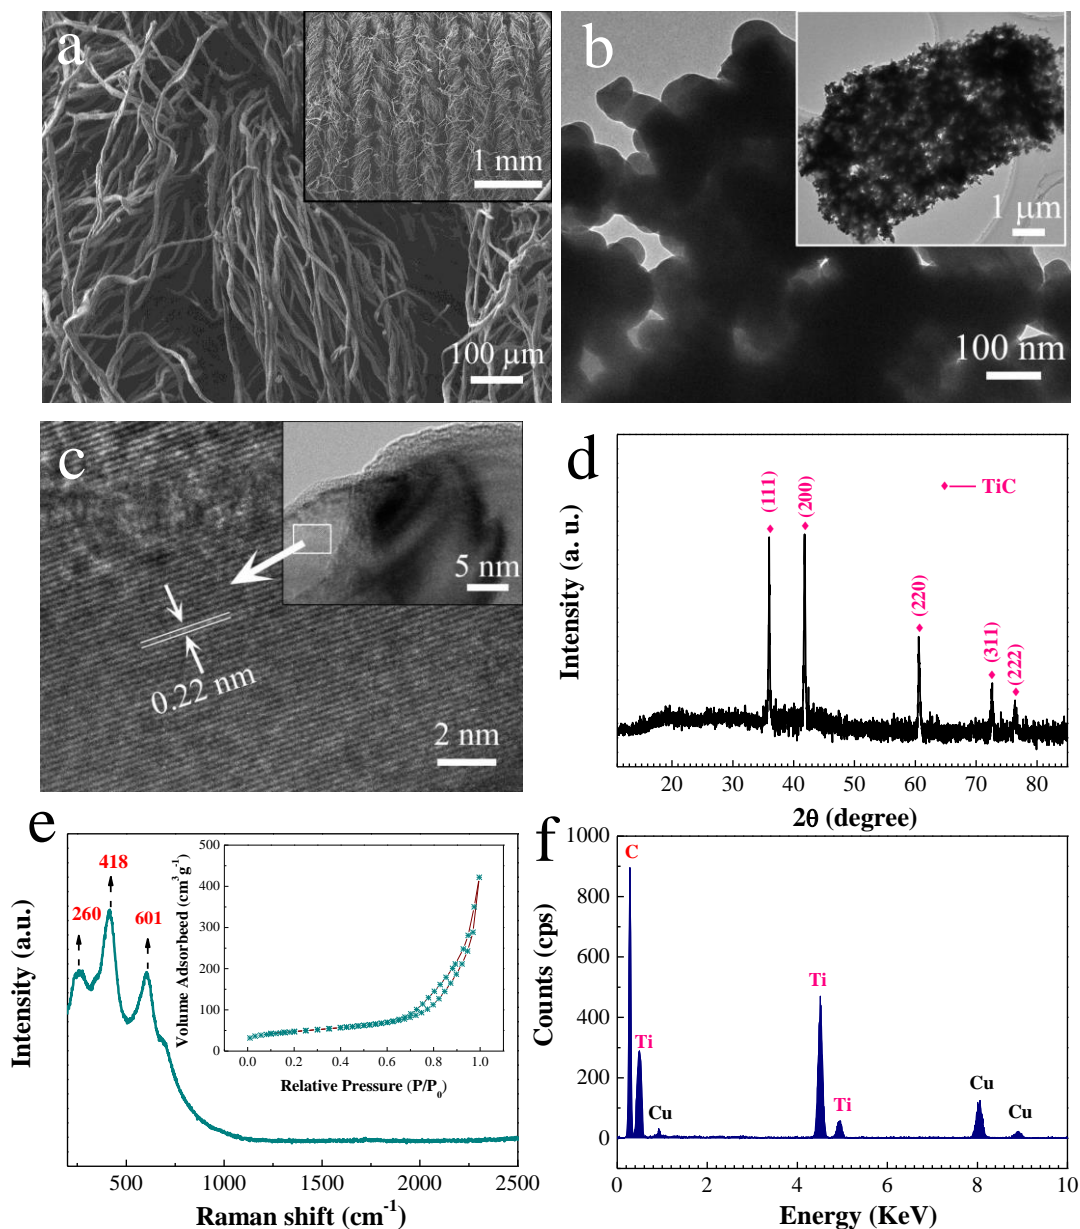 a
1 mm
100 μm
b
1 μm
100 nm
c
5 nm
0.22 nm
2 nm
d
TiC
(111)
(200)
(220)
(311)
(222)
Intensity (a. u.)
20 30 40 50 60 70 80
2θ (degree)
e
418
260
601
Intensity (a.u.)
500 1000 1500 2000 2500
Raman shift (cm-1)
Volume Adsorbeed (cm3 g-1)
500
400
300
200
100
0
0.0 0.2 0.4 0.6 0.8 1.0
Relative Pressure (P/P0)
f
1000
800
600
400
200
0
Counts (cps)
C
Ti
Cu
Ti
Ti
Cu
Cu
0 2 4 6 8 10
Energy (KeV)